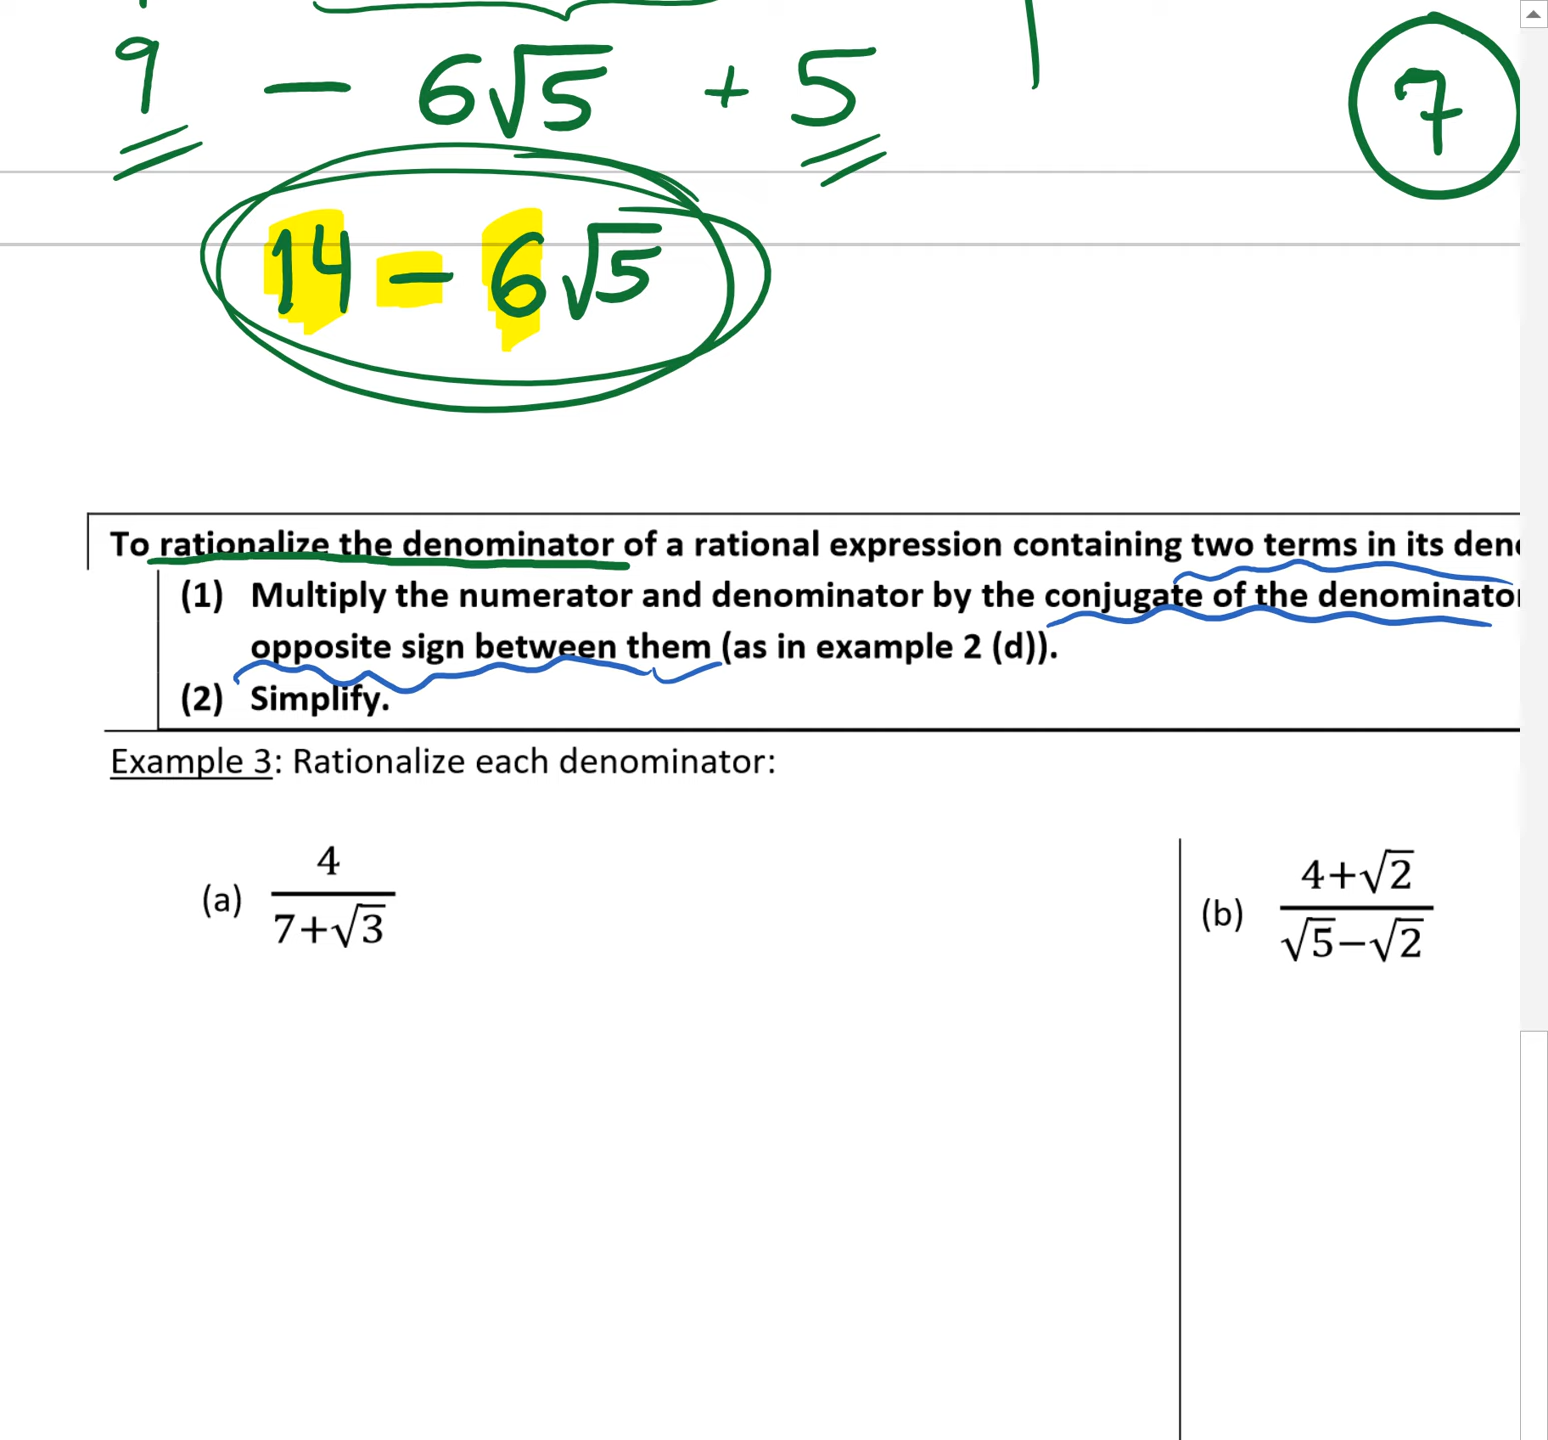 9 − 6√5 + 5
7
14 − 6√5
To rationalize the denominator of a rational expression containing two terms in its
(1) Multiply the numerator and denominator by the conjugate of the
opposite sign between them (as in example 2 (d)).
(2) Simplify.
Example 3: Rationalize each denominator:
(a) 4/(7+√3)
(b) (4+√2)/(√5−√2)